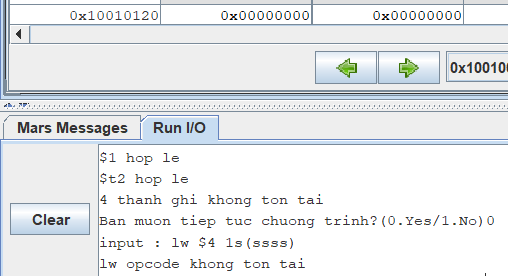 0x10010120 0x00000000 0x00000000
0x10010
Mars Messages Run I/O
$1 hop le
$t2 hop le
4 thanh ghi khong ton tai
Clear
Ban muon tiep tuc chuong trinh?(0.Yes/1.No)0
input : lw $4 1s(ssss)
lw opcode khong ton tai